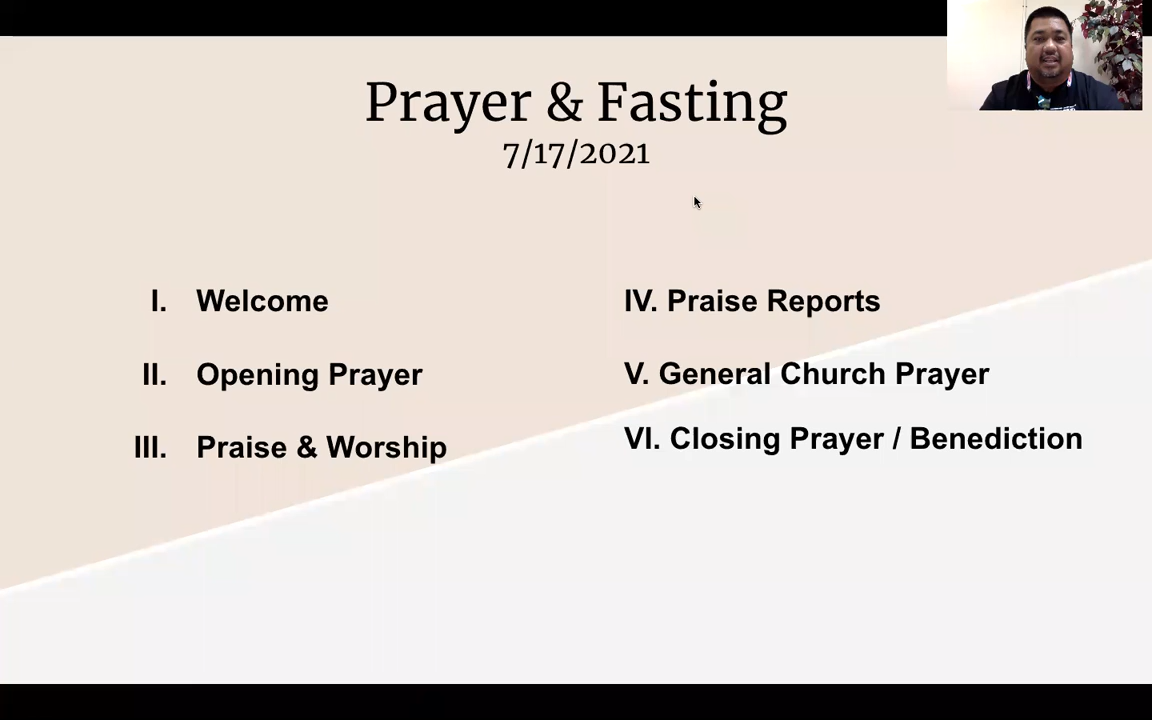 Prayer & Fasting
7/17/2021
I. Welcome
II. Opening Prayer
III. Praise & Worship
IV. Praise Reports
V. General Church Prayer
VI. Closing Prayer / Benediction